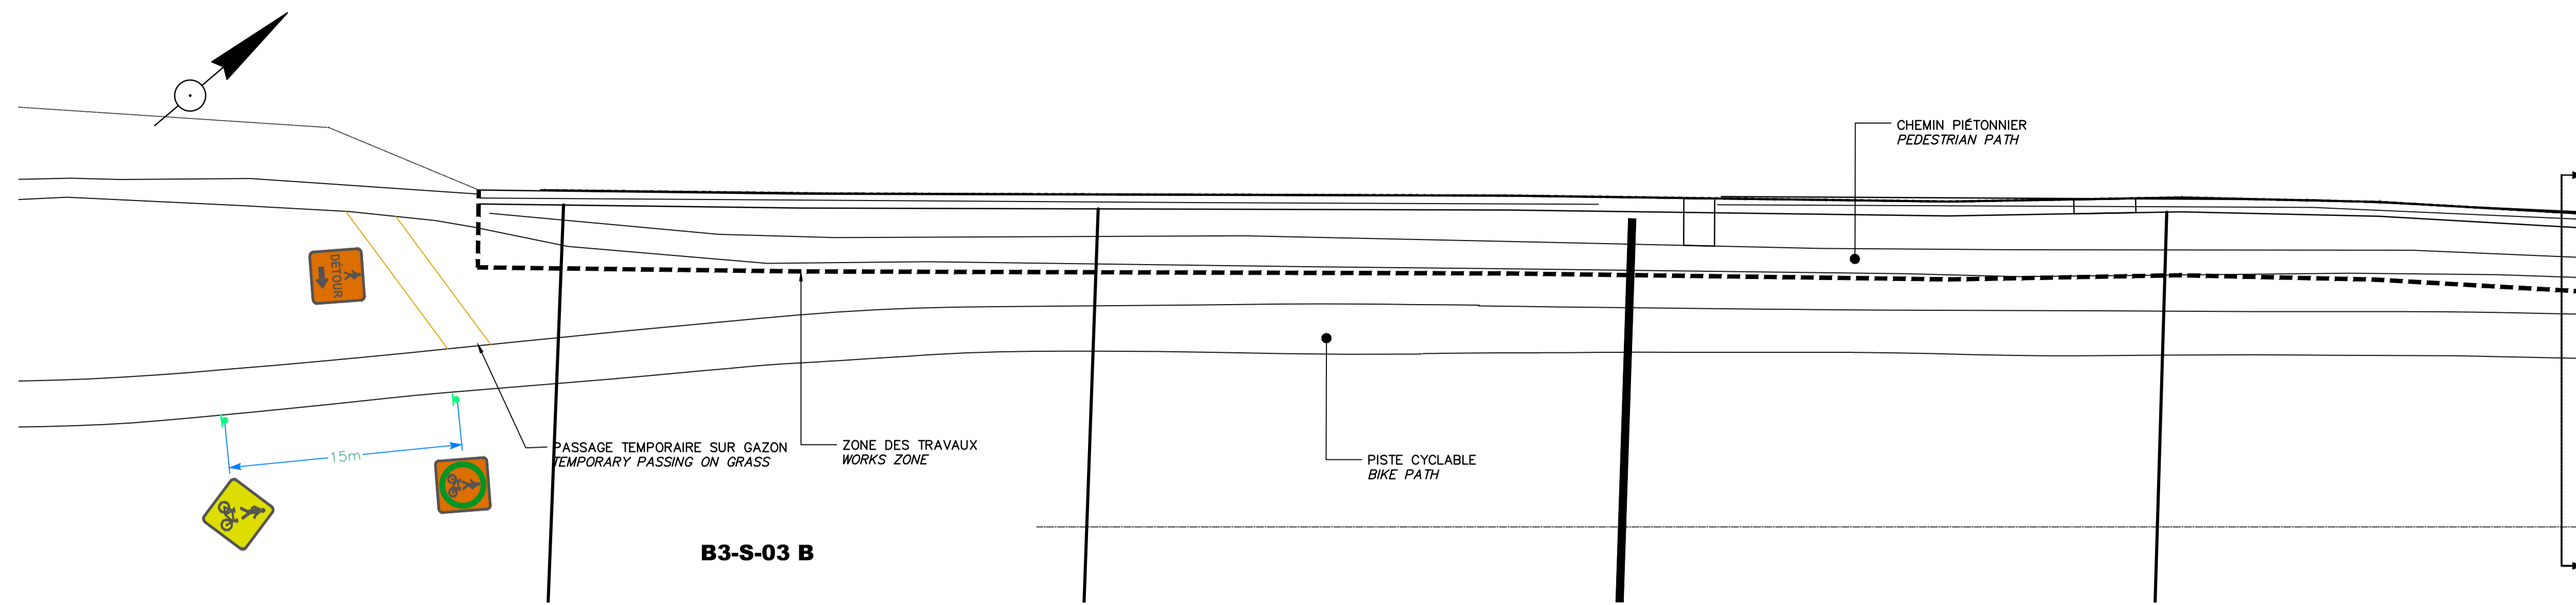 CHEMIN PIÉTONNIER
PEDESTRIAN PATH
DÉTOUR
PASSAGE TEMPORAIRE SUR GAZON
TEMPORARY PASSING ON GRASS
ZONE DES TRAVAUX
WORKS ZONE
15m
PISTE CYCLABLE
BIKE PATH
B3-S-03 B